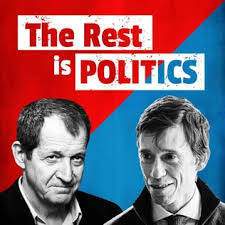 The Rest
is POLITICS